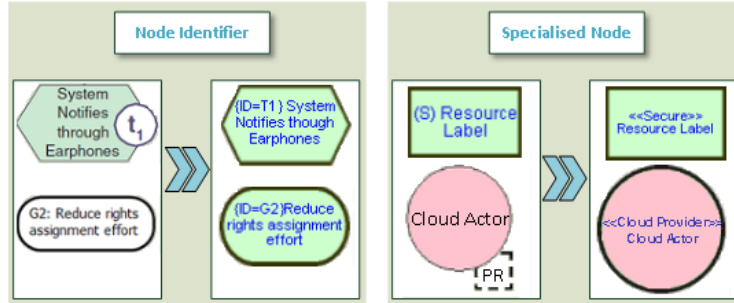 Node Identifier
System
Notifies
through
Earphones
t1
{ID=T1} System
Notifies though
Earphones
G2: Reduce rights
assignment effort
{ID=G2}Reduce
rights assignment
effort
Specialised Node
(S) Resource
Label
<<Secure>>
Resource Label
Cloud Actor
PR
<<Cloud Provider>>
Cloud Actor